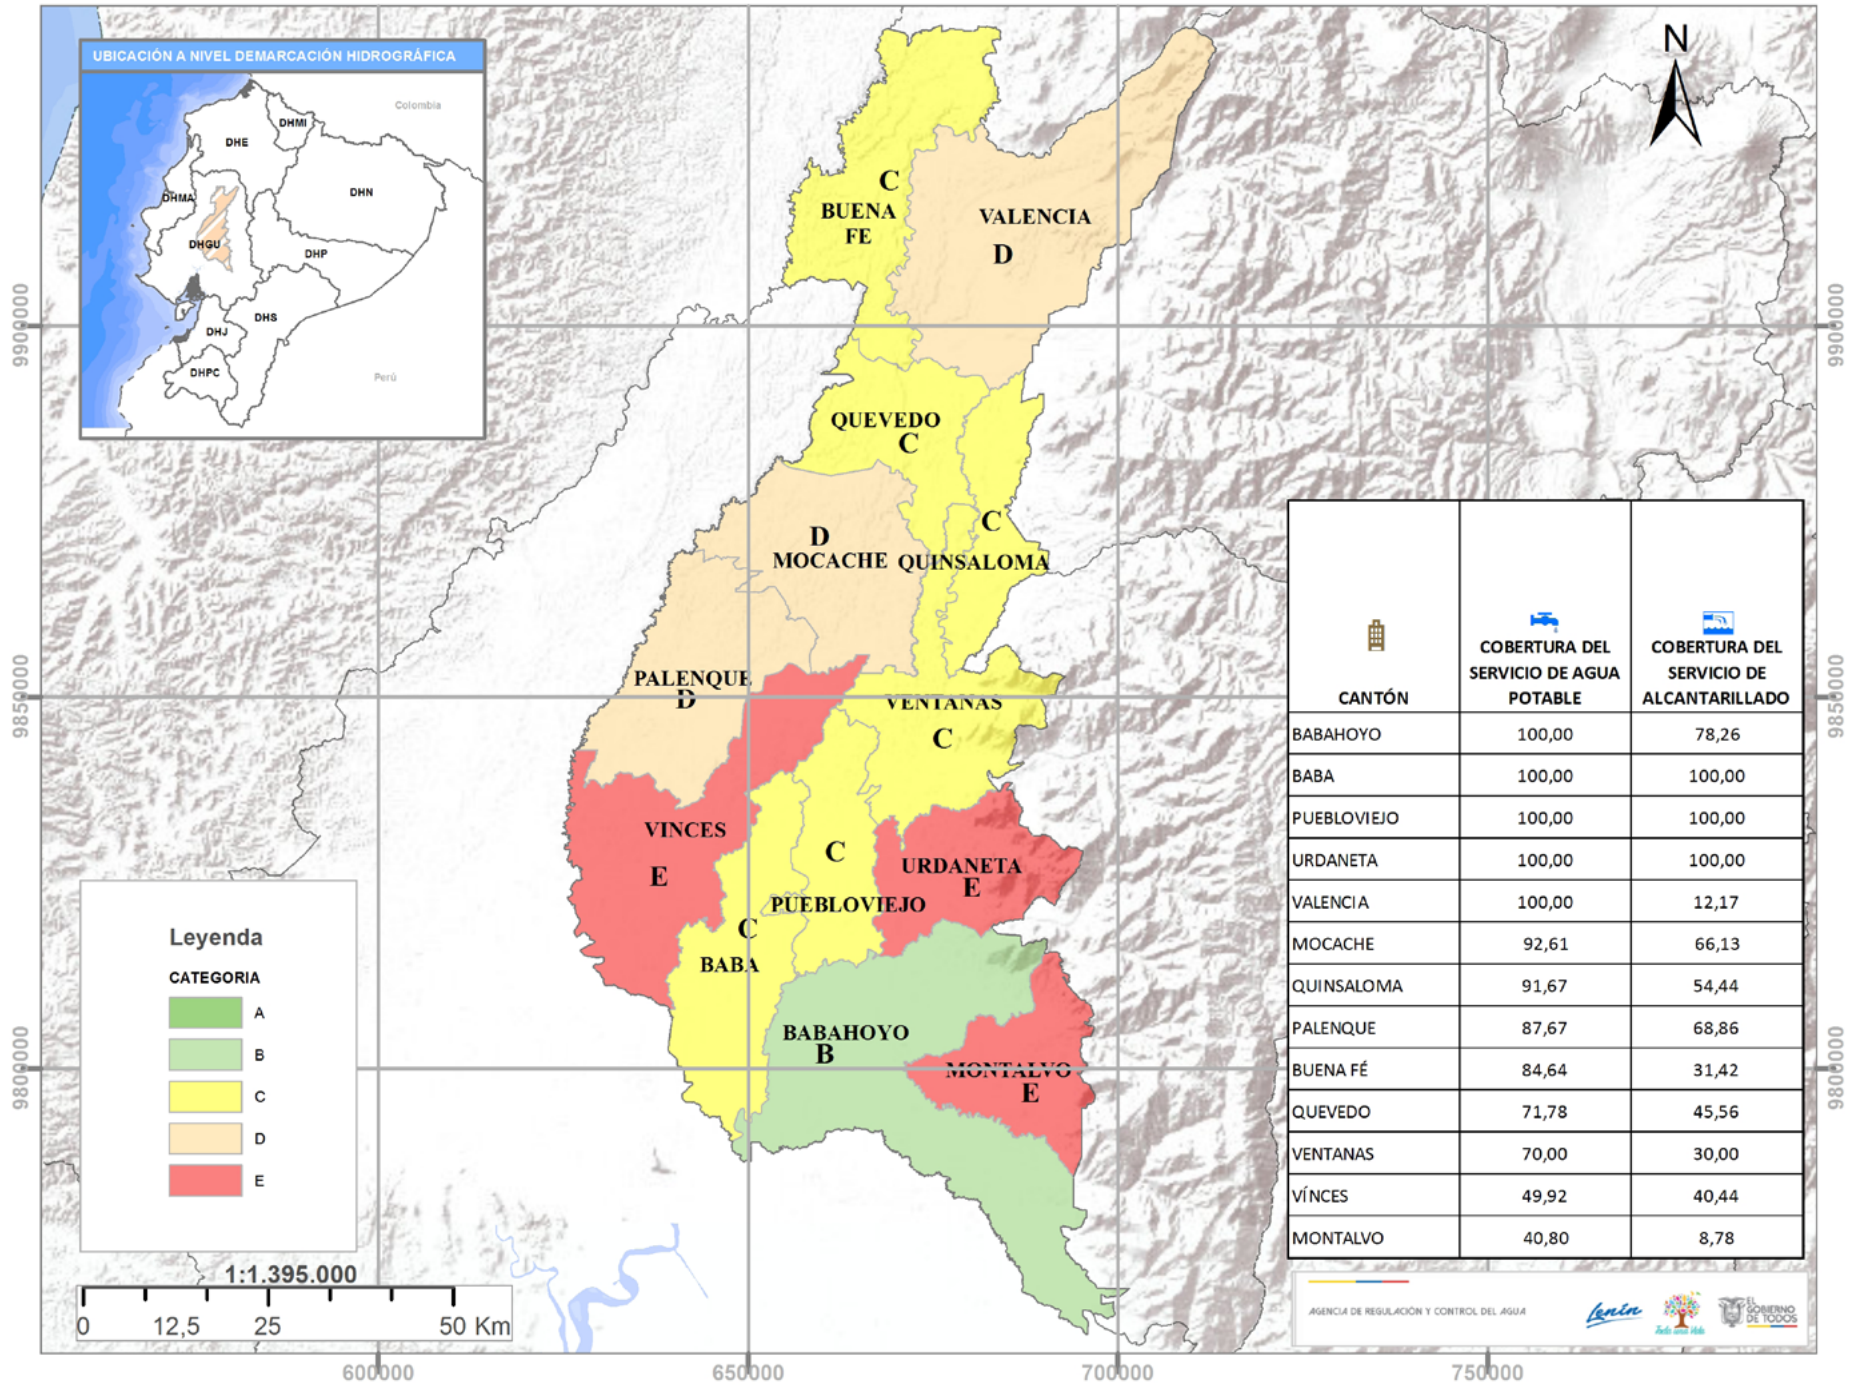 UBICACIÓN A NIVEL DEMARCACIÓN HIDROGRÁFICA
Colombia
DHMI
DHE
DHN
DHMA
DHGU
DHP
DHS
DHJ
DHPC
Perú
N
C
BUENA
FE
VALENCIA
D
QUEVEDO
C
C
D
MOCACHE
QUINSALOMA
PALENQUE
D
VENTANAS
C
VINCES
E
C
PUEBLOVIEJO
URDANETA
E
C
BABA
BABAHOYO
B
MONTALVO
E
9900000
9850000
9800000
9900000
9850000
9800000
600000
650000
700000
750000
Leyenda
CATEGORIA
A
B
C
D
E
1:1.395.000
0 12,5 25 50 Km
CANTÓN
COBERTURA DEL
SERVICIO DE AGUA
POTABLE
COBERTURA DEL
SERVICIO DE
ALCANTARILLADO
BABAHOYO 100,00 78,26
BABA 100,00 100,00
PUEBLOVIEJO 100,00 100,00
URDANETA 100,00 100,00
VALENCIA 100,00 12,17
MOCACHE 92,61 66,13
QUINSALOMA 91,67 54,44
PALENQUE 87,67 68,86
BUENA FÉ 84,64 31,42
QUEVEDO 71,78 45,56
VENTANAS 70,00 30,00
VÍNCES 49,92 40,44
MONTALVO 40,80 8,78
AGENCIA DE REGULACIÓN Y CONTROL DEL AGUA
Lenín
Toda una Vida
EL
GOBIERNO
DE TODOS